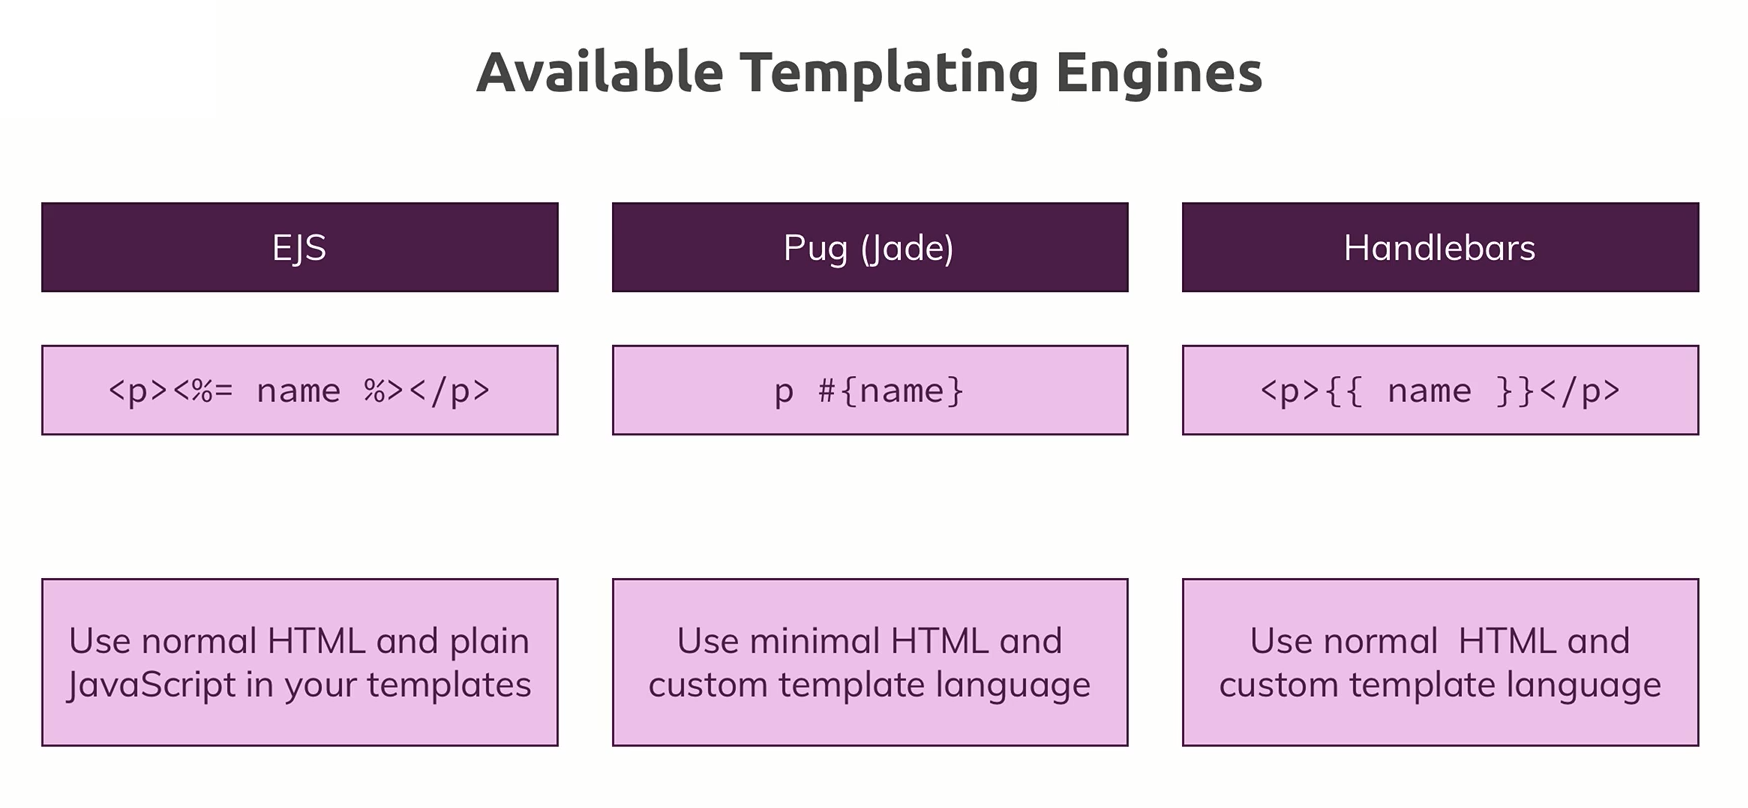 Available Templating Engines
EJS
Pug (Jade)
Handlebars
<p><%= name %></p>
p #{name}
<p>{{ name }}</p>
Use normal HTML and plain
JavaScript in your templates
Use minimal HTML and
custom template language
Use normal  HTML and
custom template language